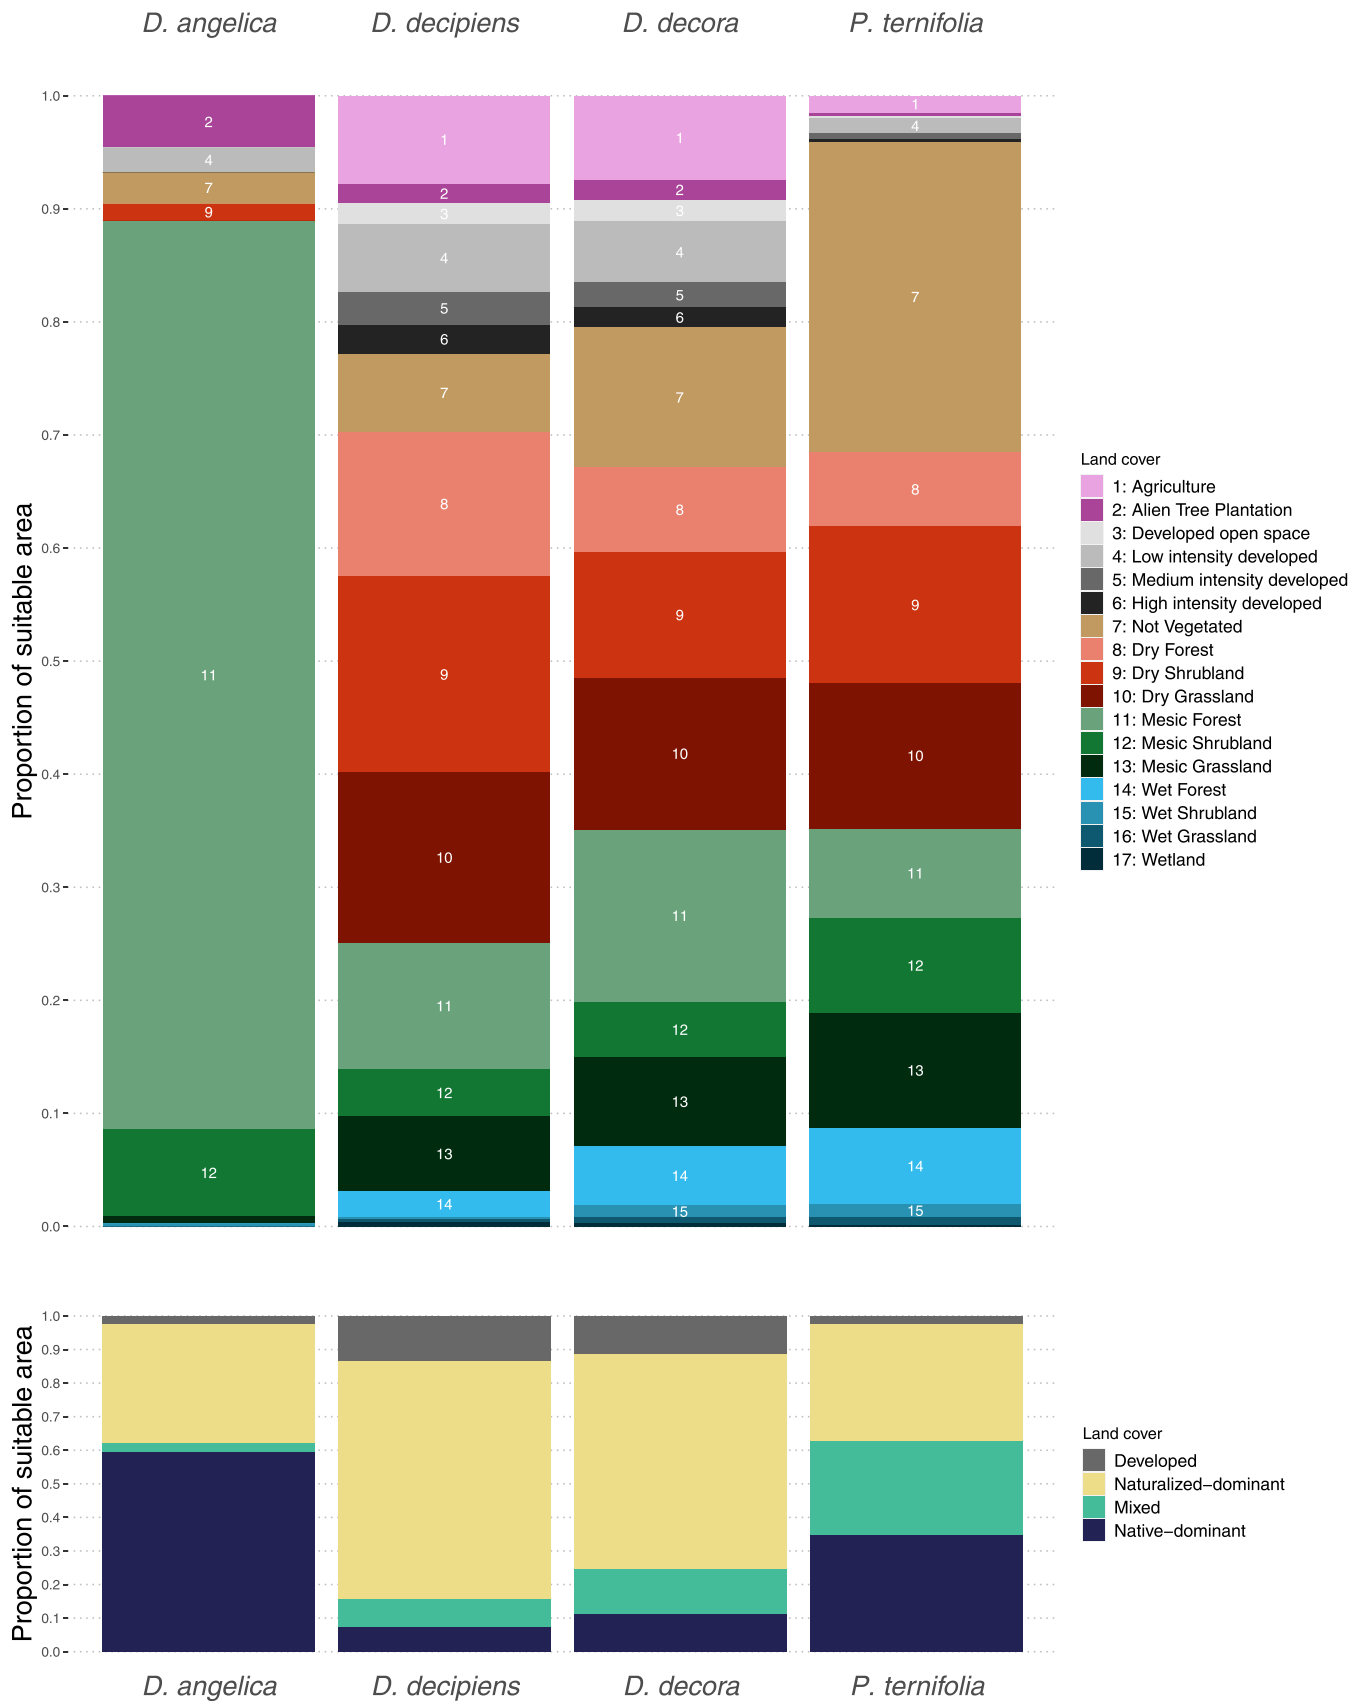 D. angelica D. decipiens D. decora P. ternifolia
Proportion of suitable area
1.0
0.9
0.8
0.7
0.6
0.5
0.4
0.3
0.2
0.1
0.0
2
4
7
9
11
12
1
2
3
4
5
6
7
8
9
10
11
12
13
14
1
2
3
4
5
6
7
8
9
10
11
12
13
14
15
1
4
7
8
9
10
11
12
13
14
15
Land cover
1: Agriculture
2: Alien Tree Plantation
3: Developed open space
4: Low intensity developed
5: Medium intensity developed
6: High intensity developed
7: Not Vegetated
8: Dry Forest
9: Dry Shrubland
10: Dry Grassland
11: Mesic Forest
12: Mesic Shrubland
13: Mesic Grassland
14: Wet Forest
15: Wet Shrubland
16: Wet Grassland
17: Wetland
Proportion of suitable area
1.0
0.9
0.8
0.7
0.6
0.5
0.4
0.3
0.2
0.1
0.0
Land cover
Developed
Naturalized−dominant
Mixed
Native−dominant
D. angelica D. decipiens D. decora P. ternifolia